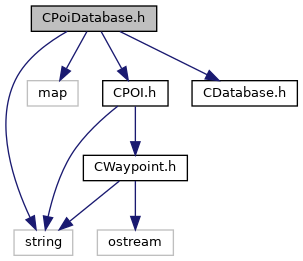 CPoiDatabase.h
map
CPOI.h
CDatabase.h
CWaypoint.h
string
ostream